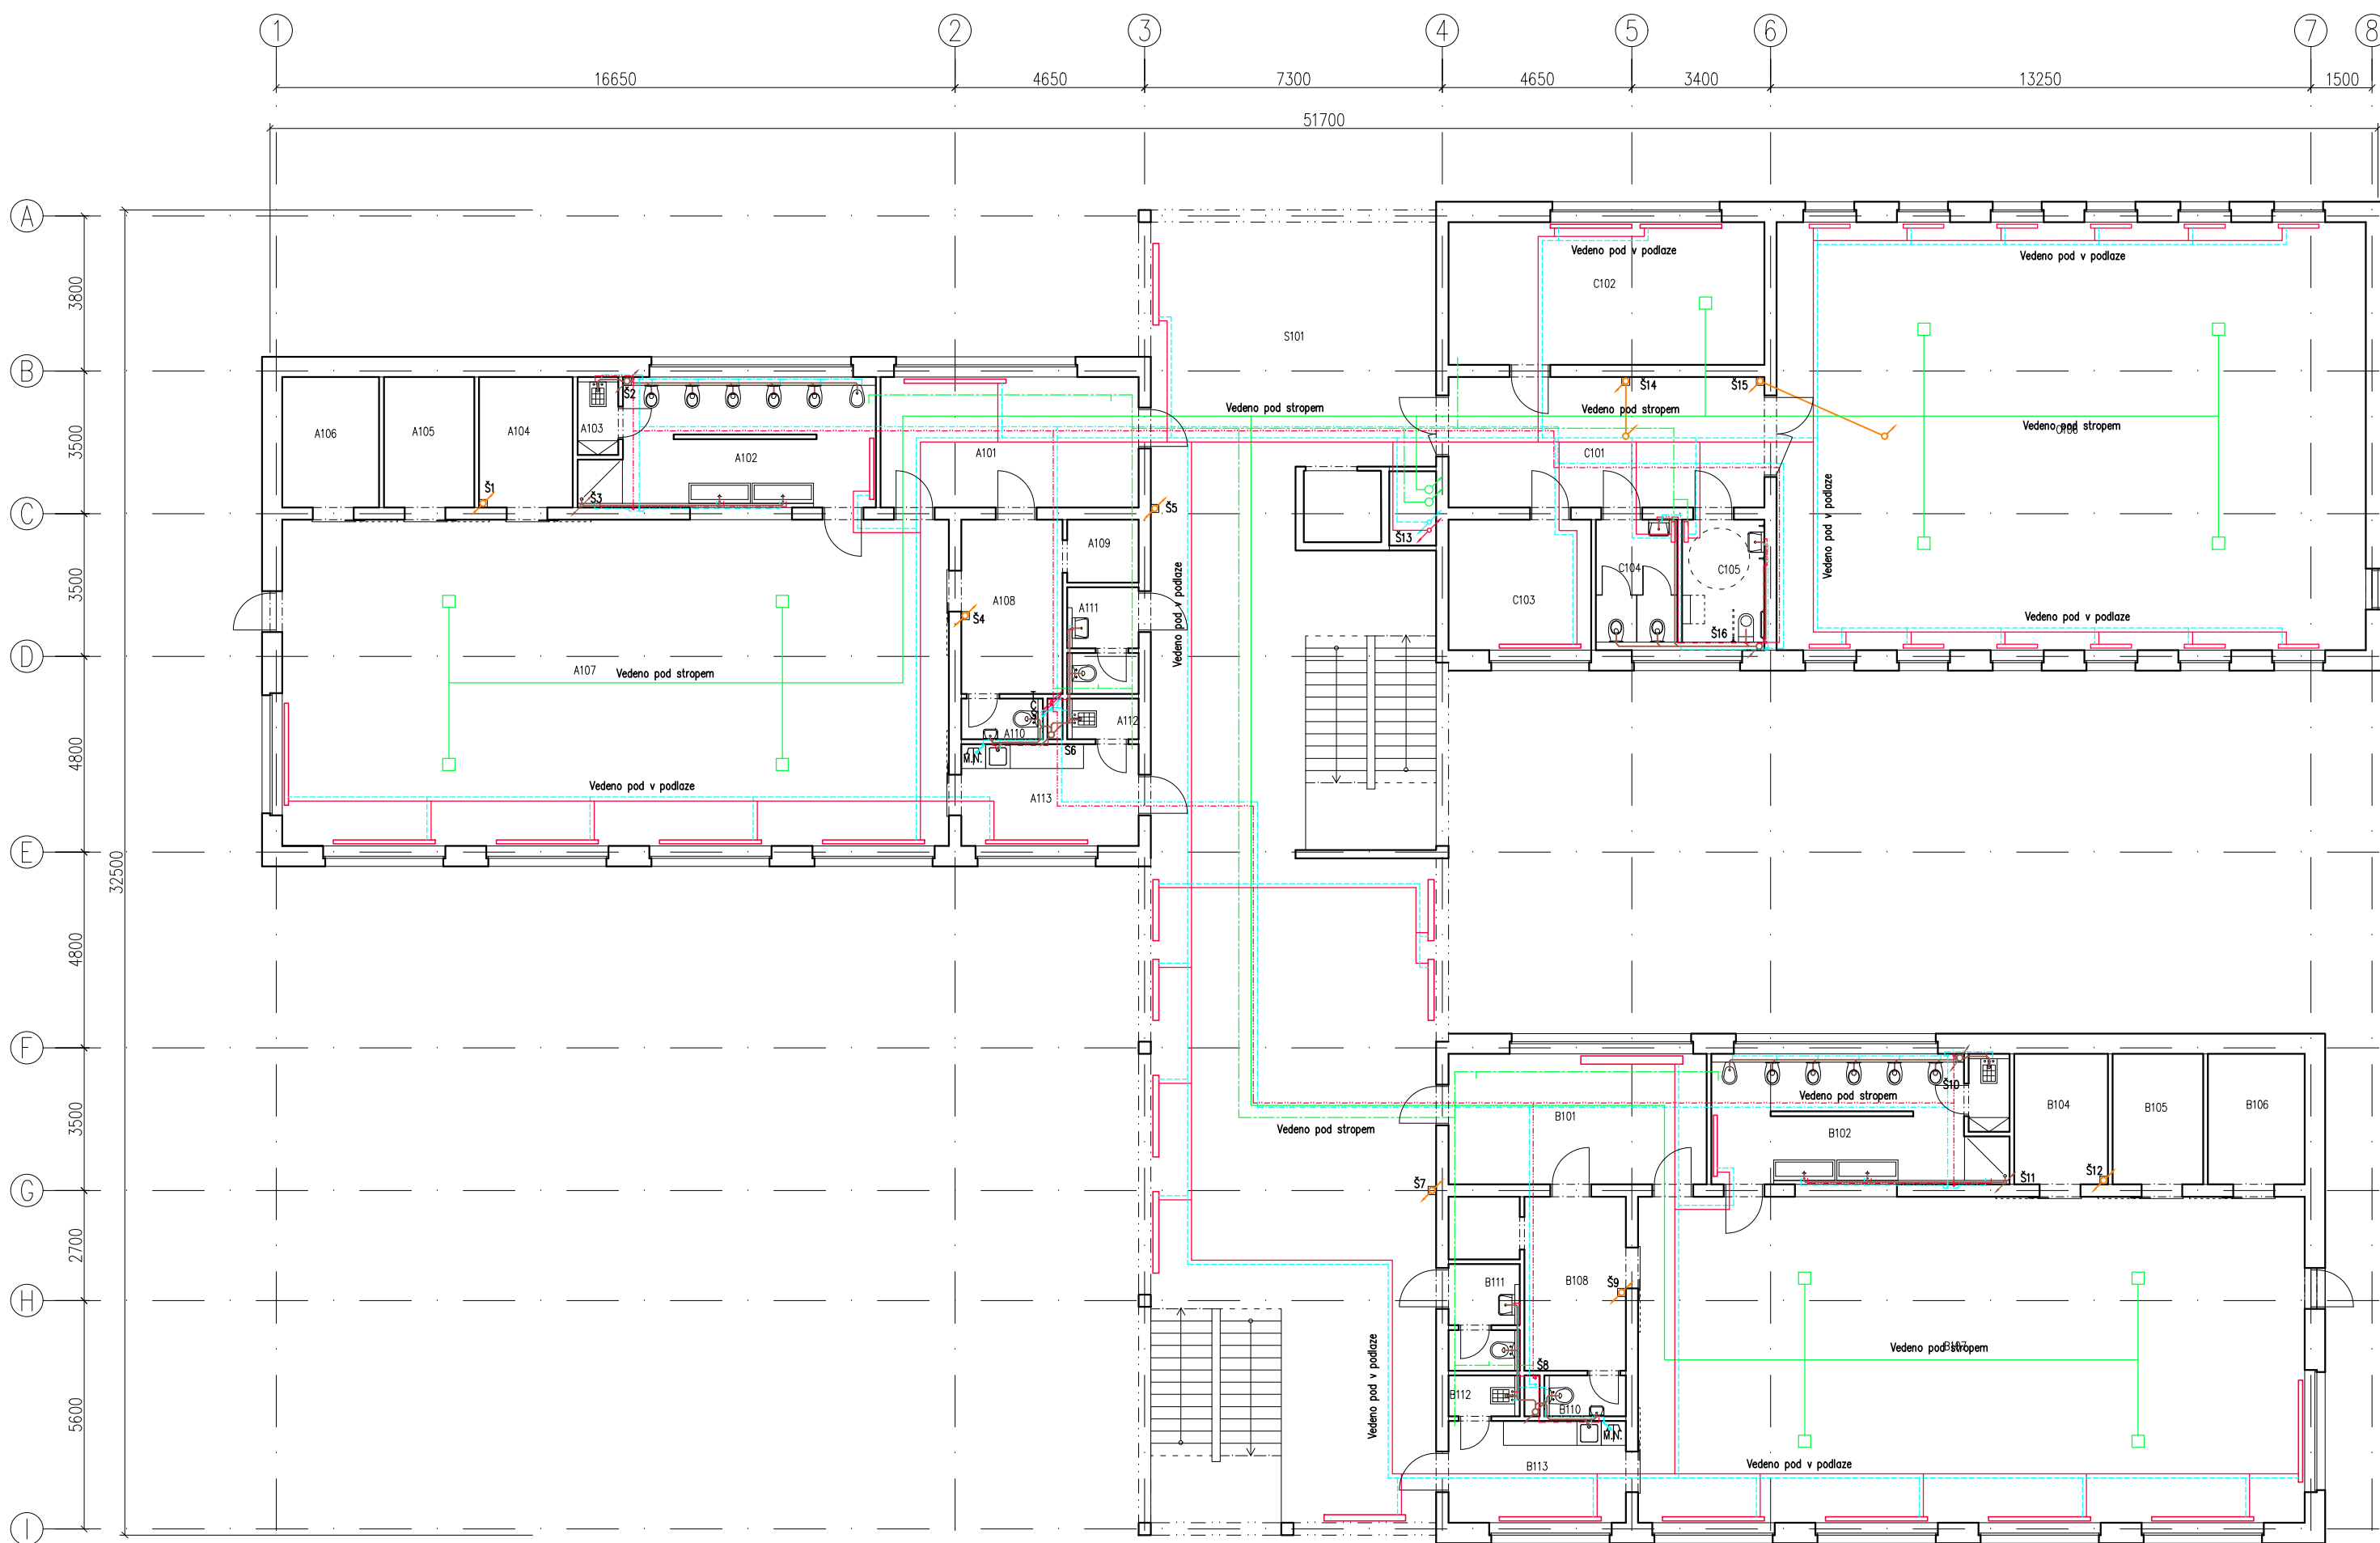 1 2 3 4 5 6 7 8
16650 4650 7300 4650 3400 13250 1500
51700
A
3800
Vedeno pod v podlaze
Vedeno pod v podlaze
C102
S101
B
Š14
Š15
Š2
Vedeno pod stropem
Vedeno pod stropem
Vedeno pod stropem
3500
A106
A105
A104
A103
A102
A101
C101
Š1
Š3
Š5
C
Š13
Vedeno pod v podlaze
Vedeno pod v podlaze
A109
C104
C105
3500
A108
A111
C103
Š4
Vedeno pod v podlaze
Š16
D
A107
Vedeno pod stropem
A112
A110
Š6
M.N.
4800
Vedeno pod v podlaze
A113
E
32500
4800
F
Š10
Vedeno pod stropem
3500
B101
B102
B104
B105
B106
Vedeno pod stropem
Š7
Š11
Š12
G
2700
B111
B108
Š9
H
Vedeno pod v podlaze
Vedeno pod stropem
Š8
B112
B110
M.N.
5600
B113
Vedeno pod v podlaze
I